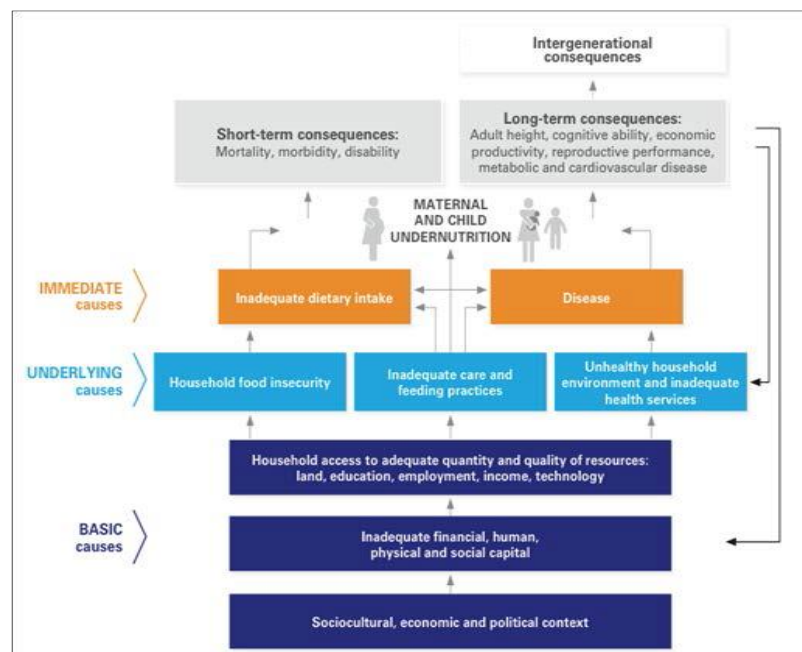 Intergenerational
consequences
Short-term consequences:
Mortality, morbidity, disability
Long-term consequences:
Adult height, cognitive ability, economic
productivity, reproductive performance,
metabolic and cardiovascular disease
MATERNAL
AND CHILD
UNDERNUTRITION
IMMEDIATE
causes
Inadequate dietary intake
Disease
UNDERLYING
causes
Household food insecurity
Inadequate care and
feeding practices
Unhealthy household
environment and inadequate
health services
Household access to adequate quantity and quality of resources:
land, education, employment, income, technology
BASIC
causes
Inadequate financial, human,
physical and social capital
Sociocultural, economic and political context